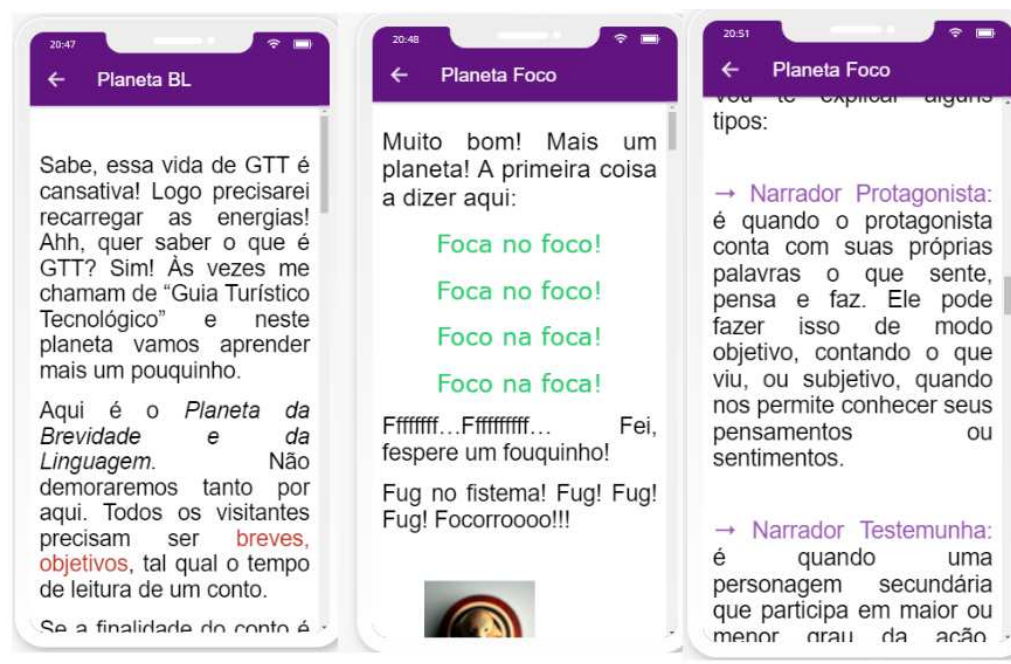 20:47
Planeta BL
Sabe, essa vida de GTT é
cansativa! Logo precisarei
recarregar as energias!
Ahh, quer saber o que é
GTT? Sim! Às vezes me
chamam de “Guia Turístico
Tecnológico” e neste
planeta vamos aprender
mais um pouquinho.
Aqui é o Planeta da
Brevidade e da
Linguagem. Não
demoraremos tanto por
aqui. Todos os visitantes
precisam ser breves,
objetivos, tal qual o tempo
de leitura de um conto.
Se a finalidade do conto é
20:48
Planeta Foco
Muito bom! Mais um
planeta! A primeira coisa
a dizer aqui:
Foca no foco!
Foca no foco!
Foco na foca!
Foco na foca!
Fffffff...Fffffffff... Fei,
fespere um fouquinho!
Fug no fistema! Fug! Fug!
Fug! Focorroooo!!!
20:51
Planeta Foco
Vou te explicar alguns
tipos:
→ Narrador Protagonista:
é quando o protagonista
conta com suas próprias
palavras o que sente,
pensa e faz. Ele pode
fazer isso de modo
objetivo, contando o que
viu, ou subjetivo, quando
nos permite conhecer seus
pensamentos ou
sentimentos.
→ Narrador Testemunha:
é quando uma
personagem secundária
que participa em maior ou
menor grau da ação,